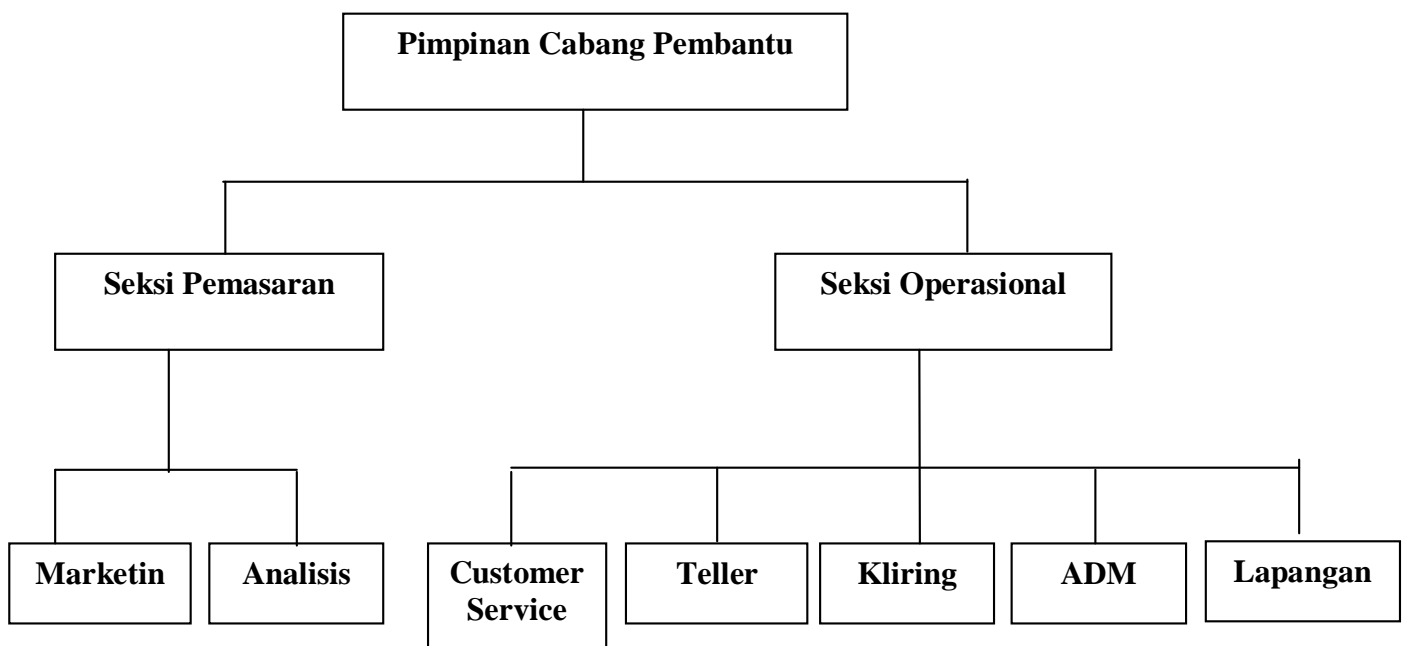 Pimpinan Cabang Pembantu
Seksi Pemasaran
Seksi Operasional
Marketin
Analisis
Customer
Service
Teller
Kliring
ADM
Lapangan